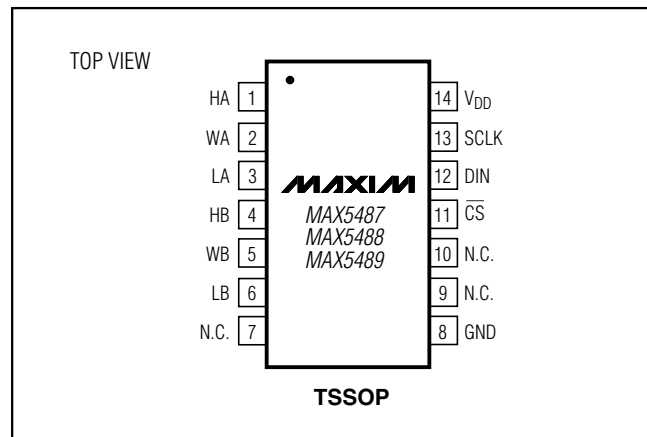 TOP VIEW
HA 1
WA 2
LA 3
HB 4
WB 5
LB 6
N.C. 7
MAXIM
MAX5487
MAX5488
MAX5489
14 VDD
13 SCLK
12 DIN
11 C̅S̅
10 N.C.
9 N.C.
8 GND
TSSOP